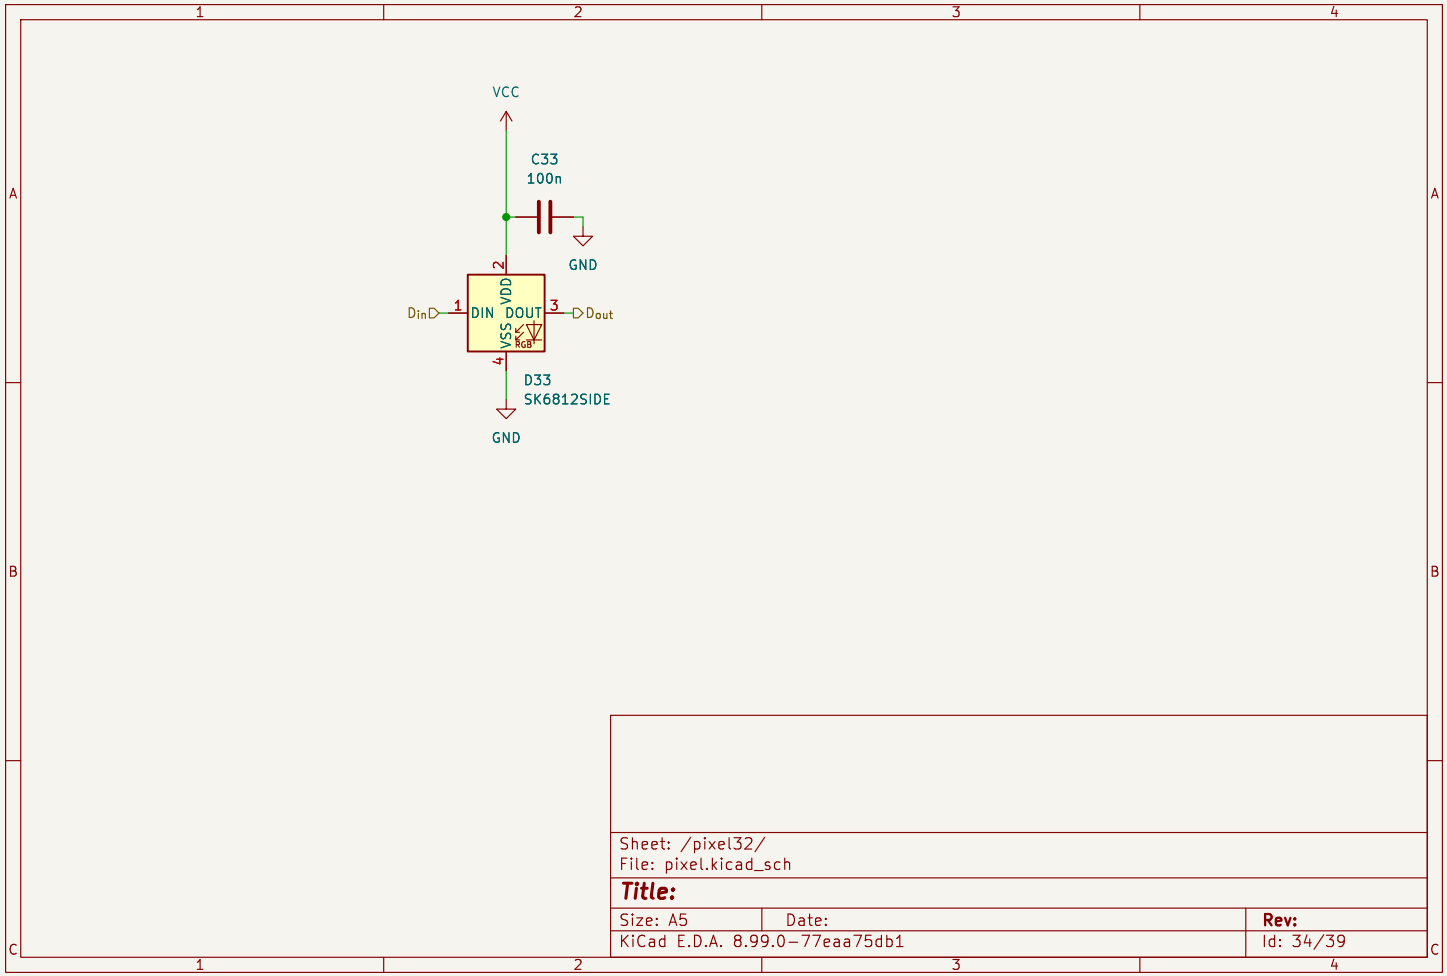 1 2 3 4
VCC
C33
100n
A A
GND
2
VDD
Din 1 DIN DOUT 3 Dout
VSS
RGB
4
D33
SK6812SIDE
GND
B B
Sheet: /pixel32/
File: pixel.kicad_sch
Title:
Size: A5 Date: Rev:
KiCad E.D.A. 8.99.0-77eaa75db1 Id: 34/39
C C
1 2 3 4